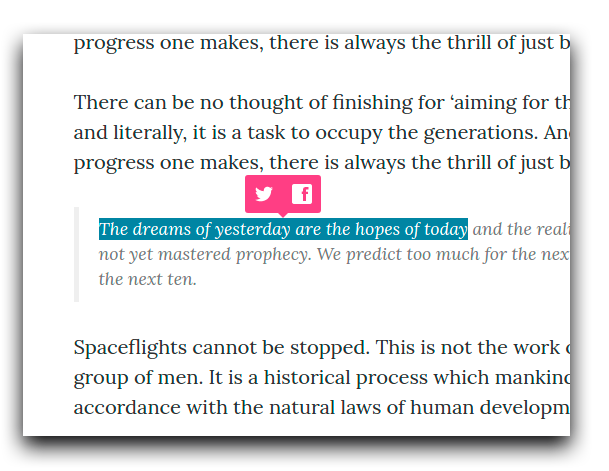 progress one makes, there is always the thrill of just b
There can be no thought of finishing for ‘aiming for th
and literally, it is a task to occupy the generations. An
progress one makes, there is always the thrill of just b
The dreams of yesterday are the hopes of today and the reali
not yet mastered prophecy. We predict too much for the nex
the next ten.
Spaceflights cannot be stopped. This is not the work o
group of men. It is a historical process which mankind
accordance with the natural laws of human developm